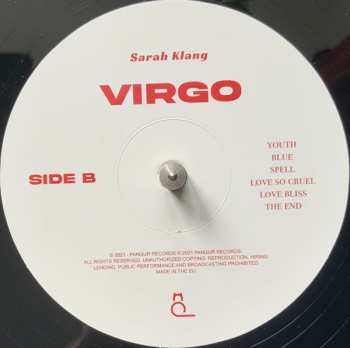 Sarah Klang
VIRGO
SIDE B
YOUTH
BLUE
SPELL
LOVE SO CRUEL
LOVE BLISS
THE END
℗ 2021 - PANGUR RECORDS © 2021 PANGUR RECORDS.
ALL RIGHTS RESERVED. UNAUTHORIZED COPYING, REPRODUCTION, HIRING
LENDING, PUBLIC PERFORMANCE AND BROADCASTING PROHIBITED.
MADE IN THE EU